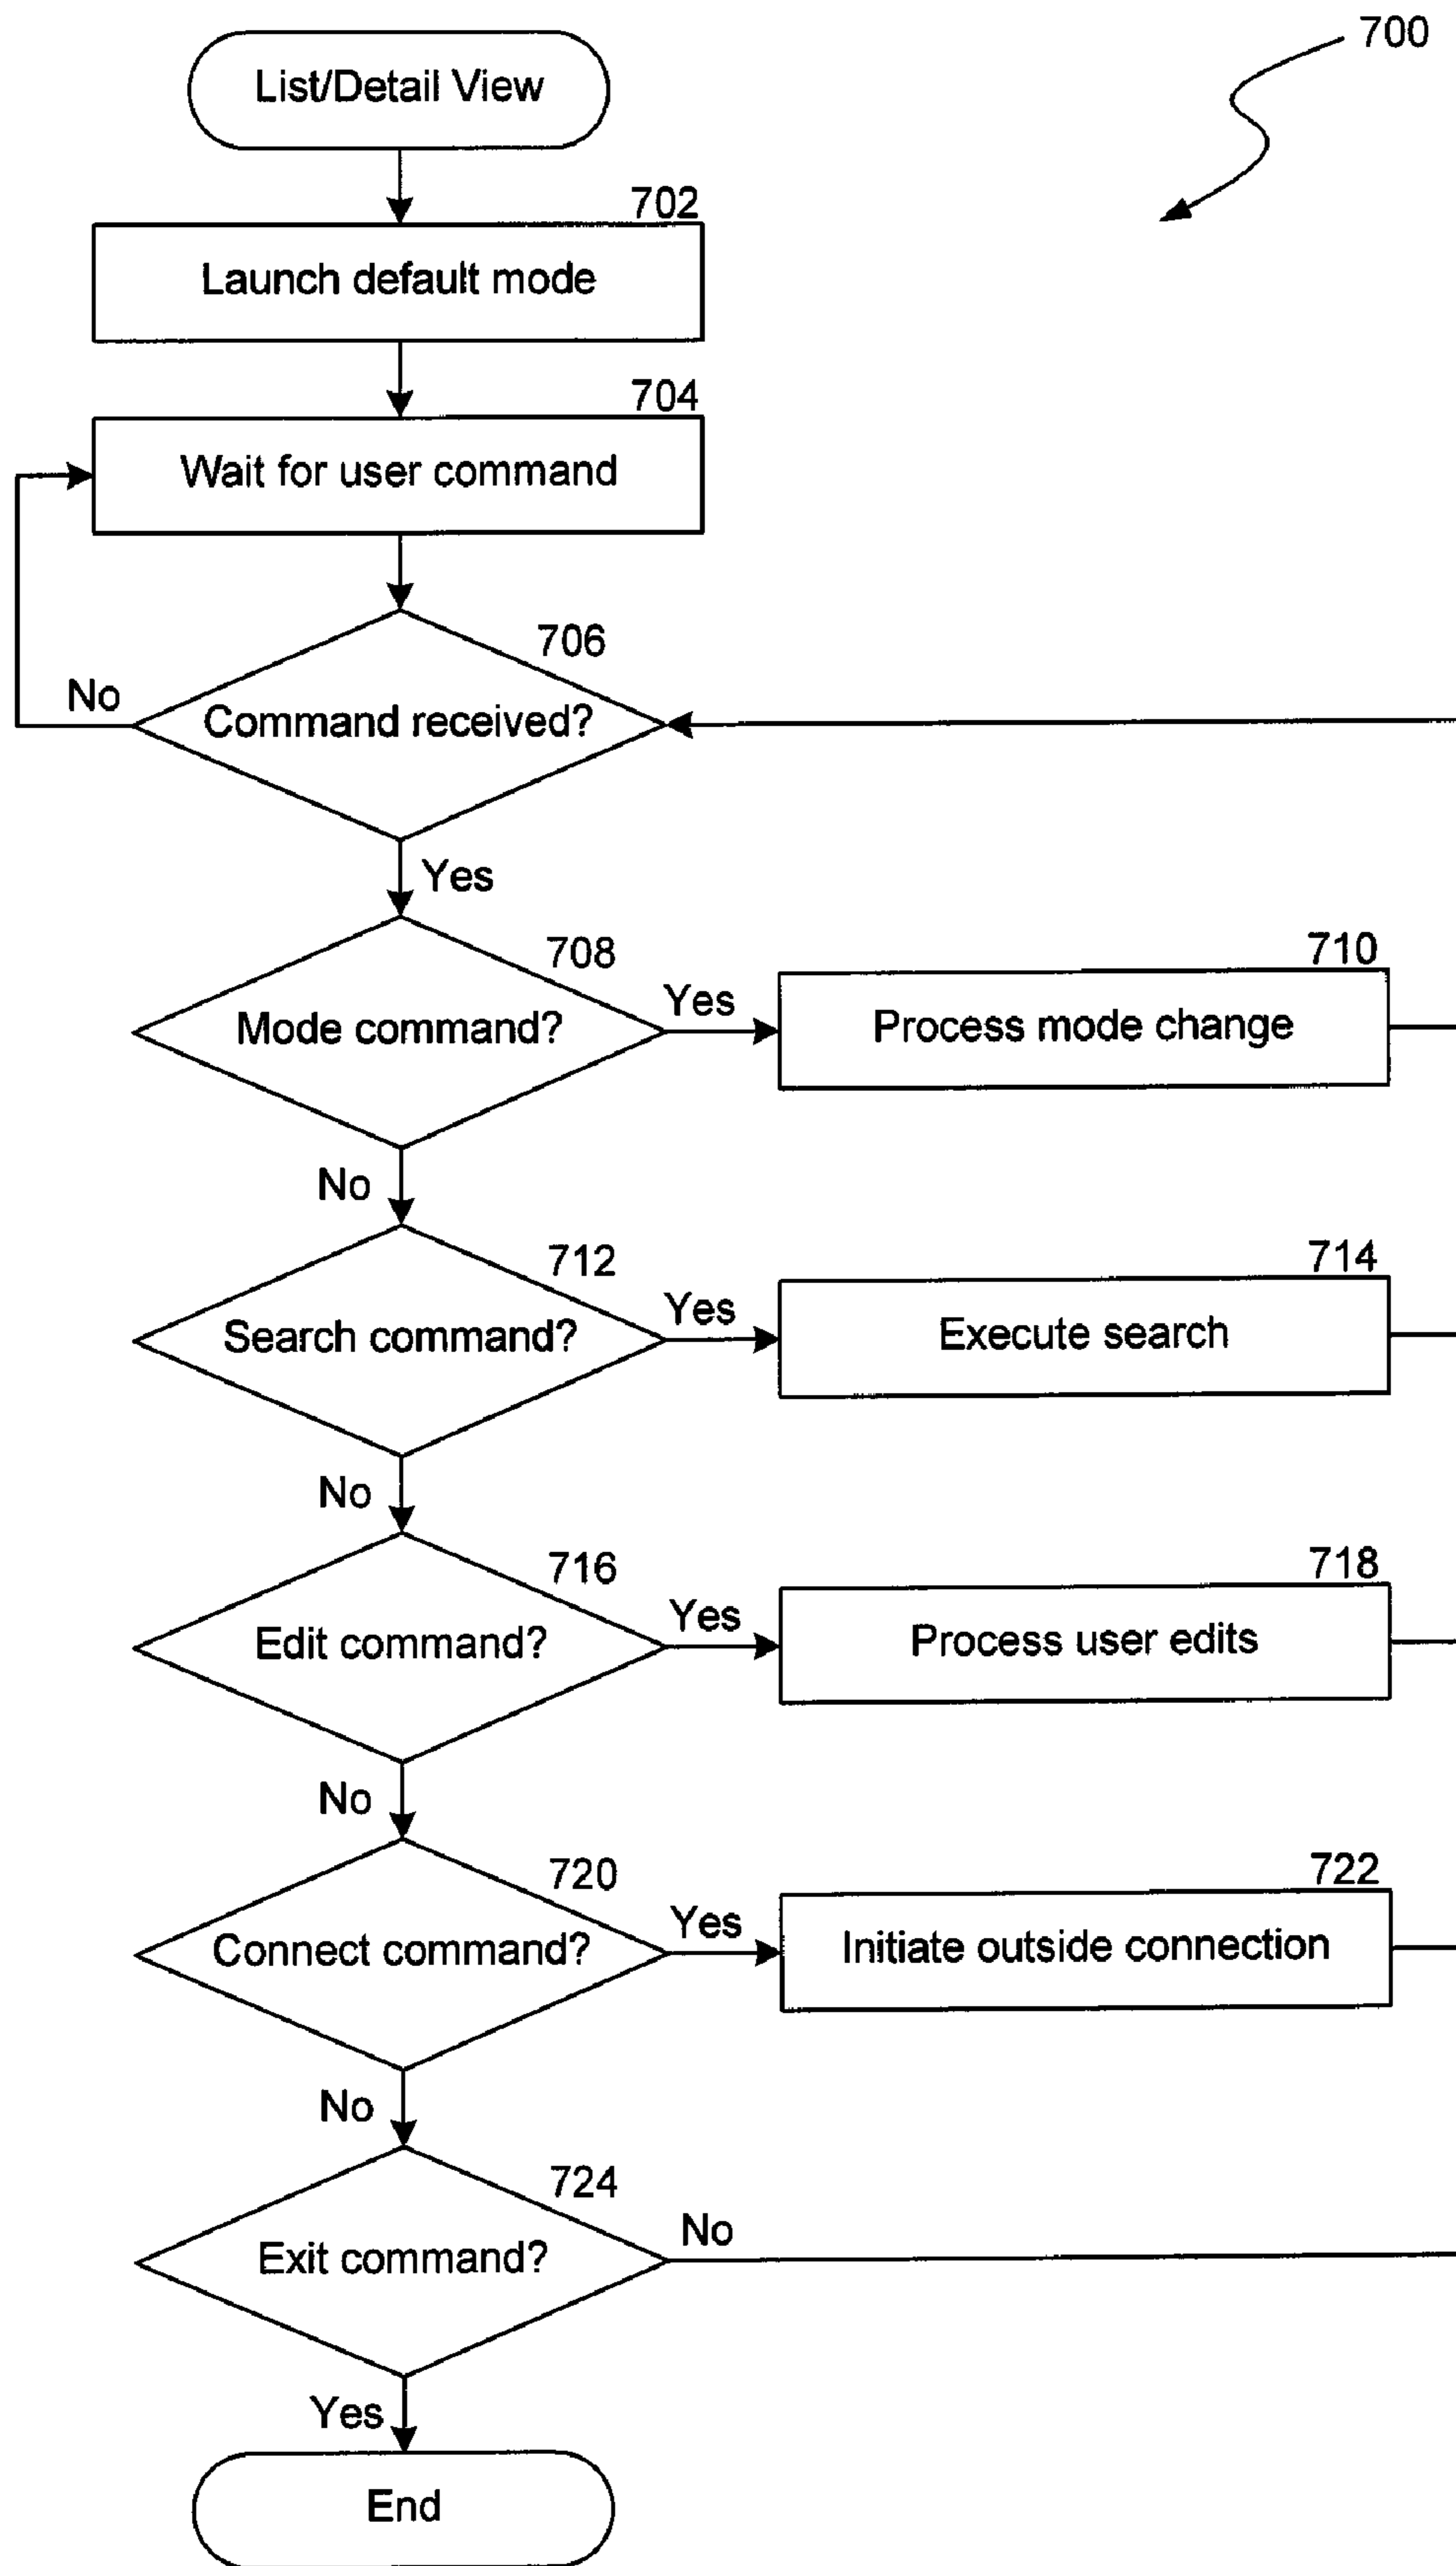 700
List/Detail View
702
Launch default mode
704
Wait for user command
706
No
Command received?
Yes
708
710
Mode command?
Yes
Process mode change
No
712
714
Search command?
Yes
Execute search
No
716
718
Edit command?
Yes
Process user edits
No
720
722
Connect command?
Yes
Initiate outside connection
No
724
Exit command?
No
Yes
End